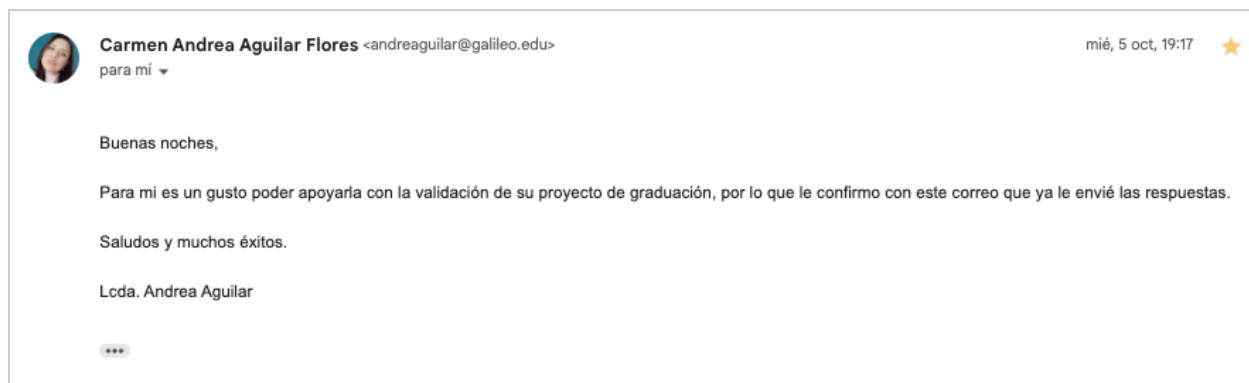 Carmen Andrea Aguilar Flores <andreaguilar@galileo.edu> mié, 5 oct, 19:17
para mí
Buenas noches,
Para mi es un gusto poder apoyarla con la validación de su proyecto de graduación, por lo que le confirmo con este correo que ya le envié las respuestas.
Saludos y muchos éxitos.
Lcda. Andrea Aguilar